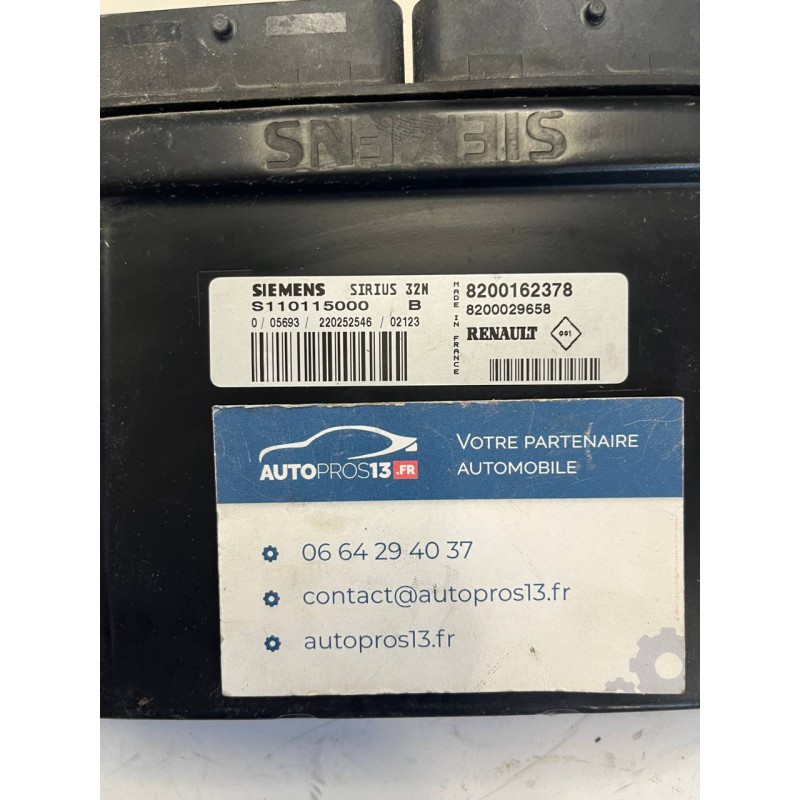 SIEMENS
SIEMENS SIRIUS 32N
S110115000 B
0 / 05693 / 220252546 / 02123
MADE IN FRANCE
8200162378
8200029658
RENAULT 001
AUTOPROS13.FR
VOTRE PARTENAIRE
AUTOMOBILE
06 64 29 40 37
contact@autopros13.fr
autopros13.fr